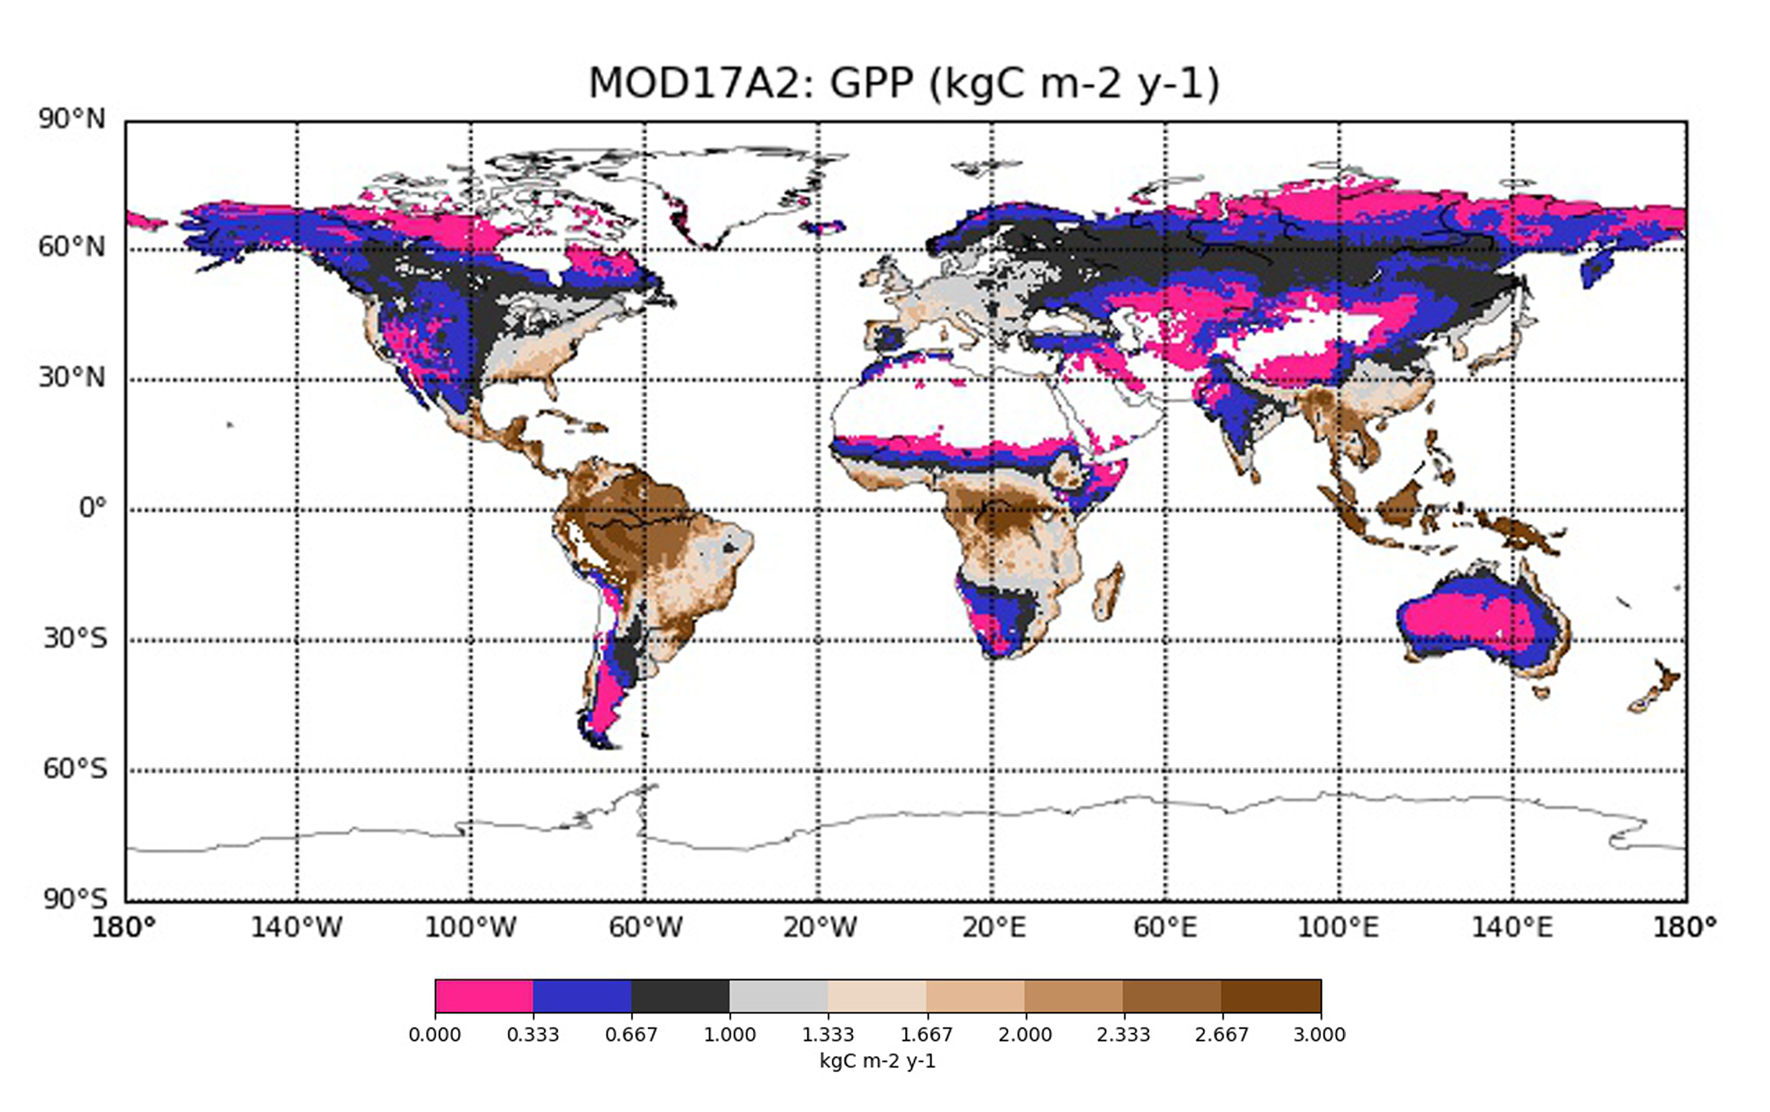 MOD17A2: GPP (kgC m-2 y-1)
90°N
60°N
30°N
0°
30°S
60°S
90°S
180° 140°W 100°W 60°W 20°W 20°E 60°E 100°E 140°E 180°
0.000 0.333 0.667 1.000 1.333 1.667 2.000 2.333 2.667 3.000
kgC m-2 y-1